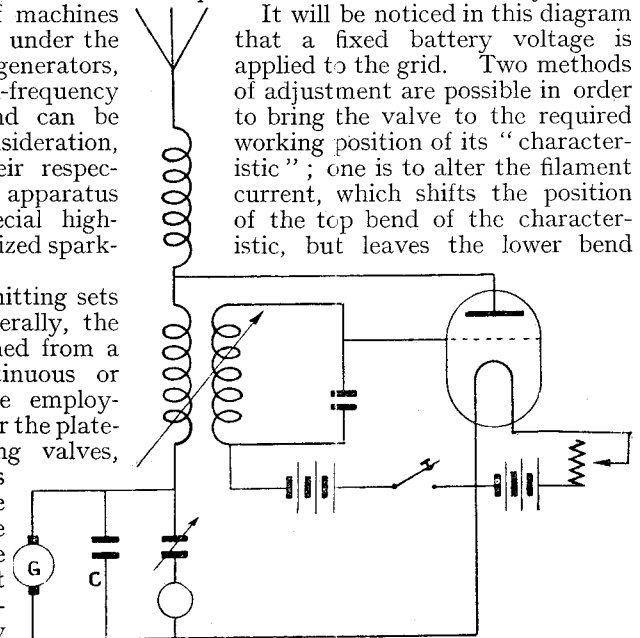 f machines
under the
generators,
-frequency
nd can be
nsideration,
eir respec-
apparatus
ecial high-
ized spark-
nitting sets
erally, the
ned from a
tinuous or
e employ-
r the plate-
ng valves,
s
e
e
e
t
-
y
It will be noticed in this diagram
that a fixed battery voltage is
applied to the grid. Two methods
of adjustment are possible in order
to bring the valve to the required
working position of its “ character-
istic ” ; one is to alter the filament
current, which shifts the position
of the top bend of the character-
istic, but leaves the lower bend
G
C